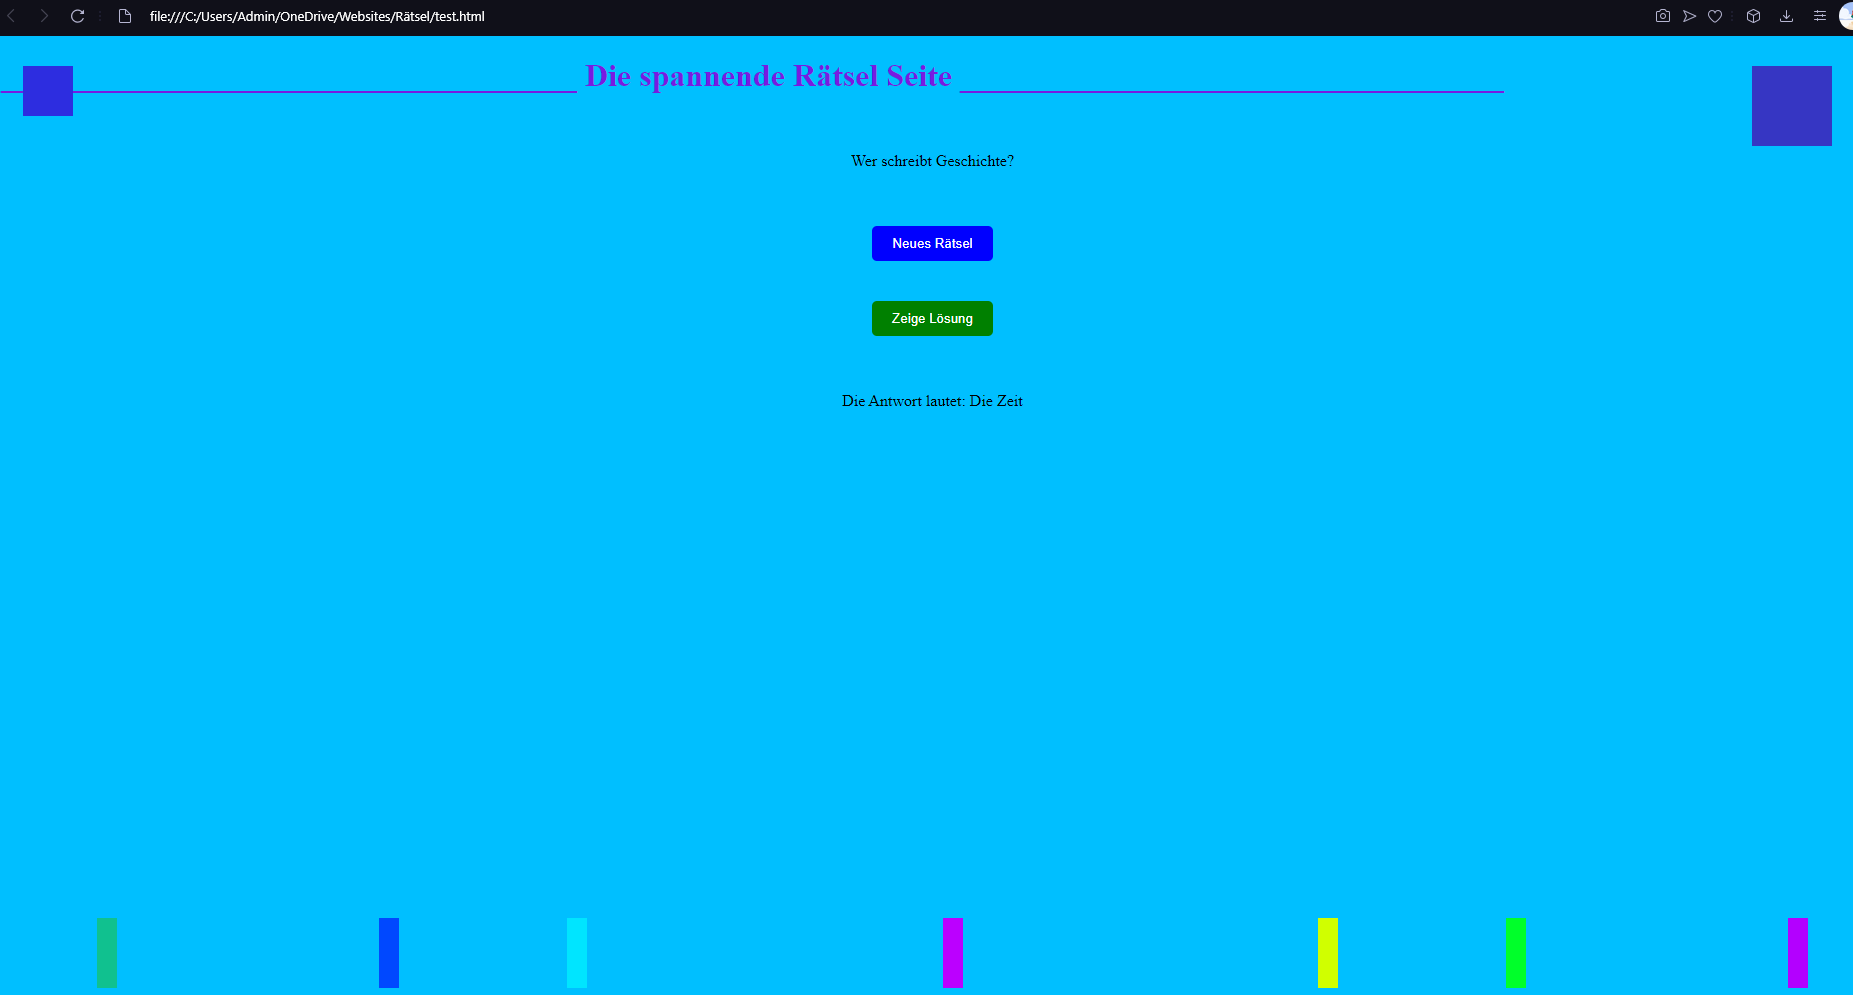 file:///C:/Users/Admin/OneDrive/Websites/Rätsel/test.html
Die spannende Rätsel Seite
Wer schreibt Geschichte?
Neues Rätsel
Zeige Lösung
Die Antwort lautet: Die Zeit